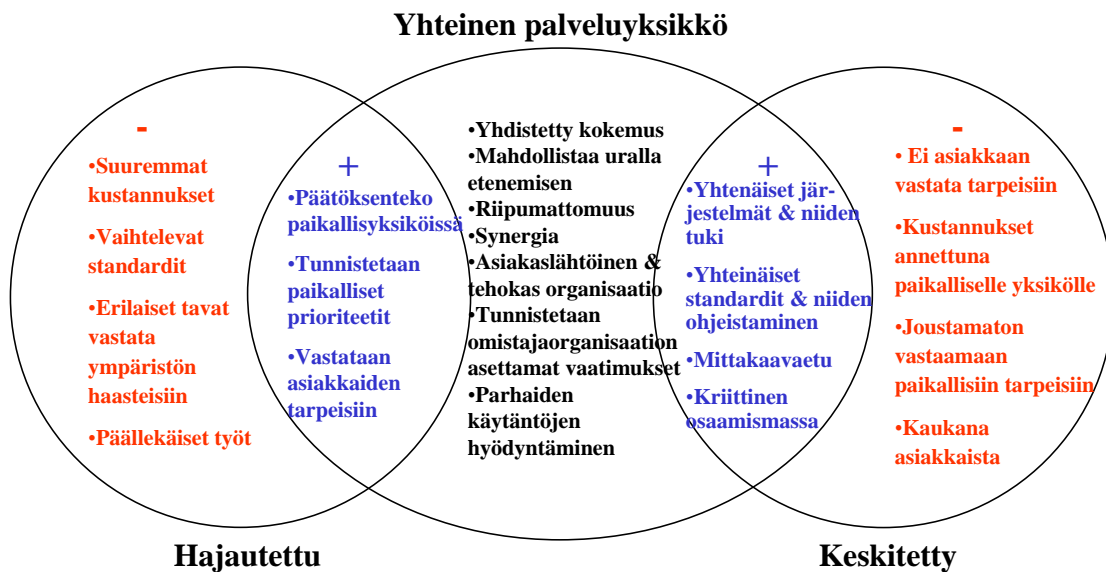 Yhteinen palveluyksikkö
-
•Suuremmat
kustannukset
•Vaihtelevat
standardit
•Erilaiset tavat
vastata
ympäristön
haasteisiin
•Päällekäiset työt
+
•Päätöksenteko
paikallisyksiköissä
•Tunnistetaan
paikalliset
prioriteetit
•Vastataan
asiakkaiden
tarpeisiin
•Yhdistetty kokemus
•Mahdollistaa uralla
etenemisen
•Riipumattomuus
•Synergia
•Asiakaslähtöinen &
tehokas organisaatio
•Tunnistetaan
omistajaorganisaation
asettamat vaatimukset
•Parhaiden
käytäntöjen
hyödyntäminen
+
•Yhtenäiset jär-
jestelmät & niiden
tuki
•Yhteinäiset
standardit & niiden
ohjeistaminen
•Mittakaavaetu
•Kriittinen
osaamismassa
-
• Ei asiakkaan
vastata tarpeisiin
•Kustannukset
annettuna
paikalliselle yksikölle
•Joustamaton
vastaamaan
paikallisiin tarpeisiin
•Kaukana
asiakkaista
Hajautettu
Keskitetty